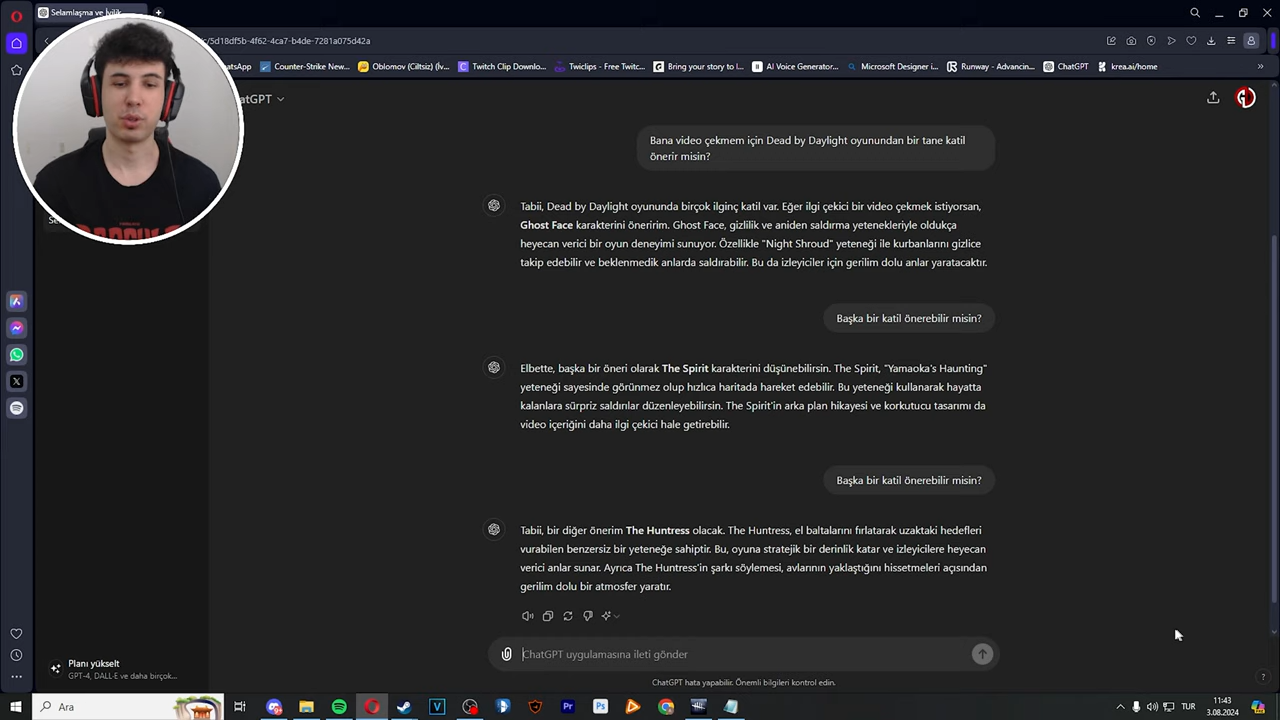 Selamlaşma ve İyilik
5d18df5b-4f62-4ca7-b4de-7281a075d42a
Counter-Strike New...
Oblomov (Ciltsiz) (İv...
Twitch Clip Downlo...
Twiclips - Free Twitc...
Bring your story to l...
AI Voice Generator...
Microsoft Designer i...
Runway - Advancin...
ChatGPT
krea.ai/home
Bana video çekmem için Dead by Daylight oyunundan bir tane katil
önerir misin?
Tabii, Dead by Daylight oyununda birçok ilginç katil var. Eğer ilgi çekici bir video çekmek istiyorsan,
Ghost Face karakterini öneririm. Ghost Face, gizlilik ve aniden saldırma yetenekleriyle oldukça
heyecan verici bir oyun deneyimi sunuyor. Özellikle "Night Shroud" yeteneği ile kurbanlarını gizlice
takip edebilir ve beklenmedik anlarda saldırabilir. Bu da izleyiciler için gerilim dolu anlar yaratacaktır.
Başka bir katil önerebilir misin?
Elbette, başka bir öneri olarak The Spirit karakterini düşünebilirsin. The Spirit, "Yamaoka's Haunting"
yeteneği sayesinde görünmez olup hızlıca haritada hareket edebilir. Bu yeteneği kullanarak hayatta
kalanlara sürpriz saldırılar düzenleyebilirsin. The Spirit'in arka plan hikayesi ve korkutucu tasarımı da
video içeriğini daha ilgi çekici hale getirebilir.
Başka bir katil önerebilir misin?
Tabii, bir diğer önerim The Huntress olacak. The Huntress, el baltalarını fırlatarak uzaktaki hedefleri
vurabilen benzersiz bir yeteneğe sahiptir. Bu, oyuna stratejik bir derinlik katar ve izleyicilere heyecan
verici anlar sunar. Ayrıca The Huntress'in şarkı söylemesi, avlarının yaklaştığını hissetmeleri açısından
gerilim dolu bir atmosfer yaratır.
ChatGPT uygulamasına ileti gönder
ChatGPT hata yapabilir. Önemli bilgileri kontrol edin.
Planı yükselt
GPT-4, DALL·E ve daha birçok...
Ara
TUR
11:43
3.08.2024